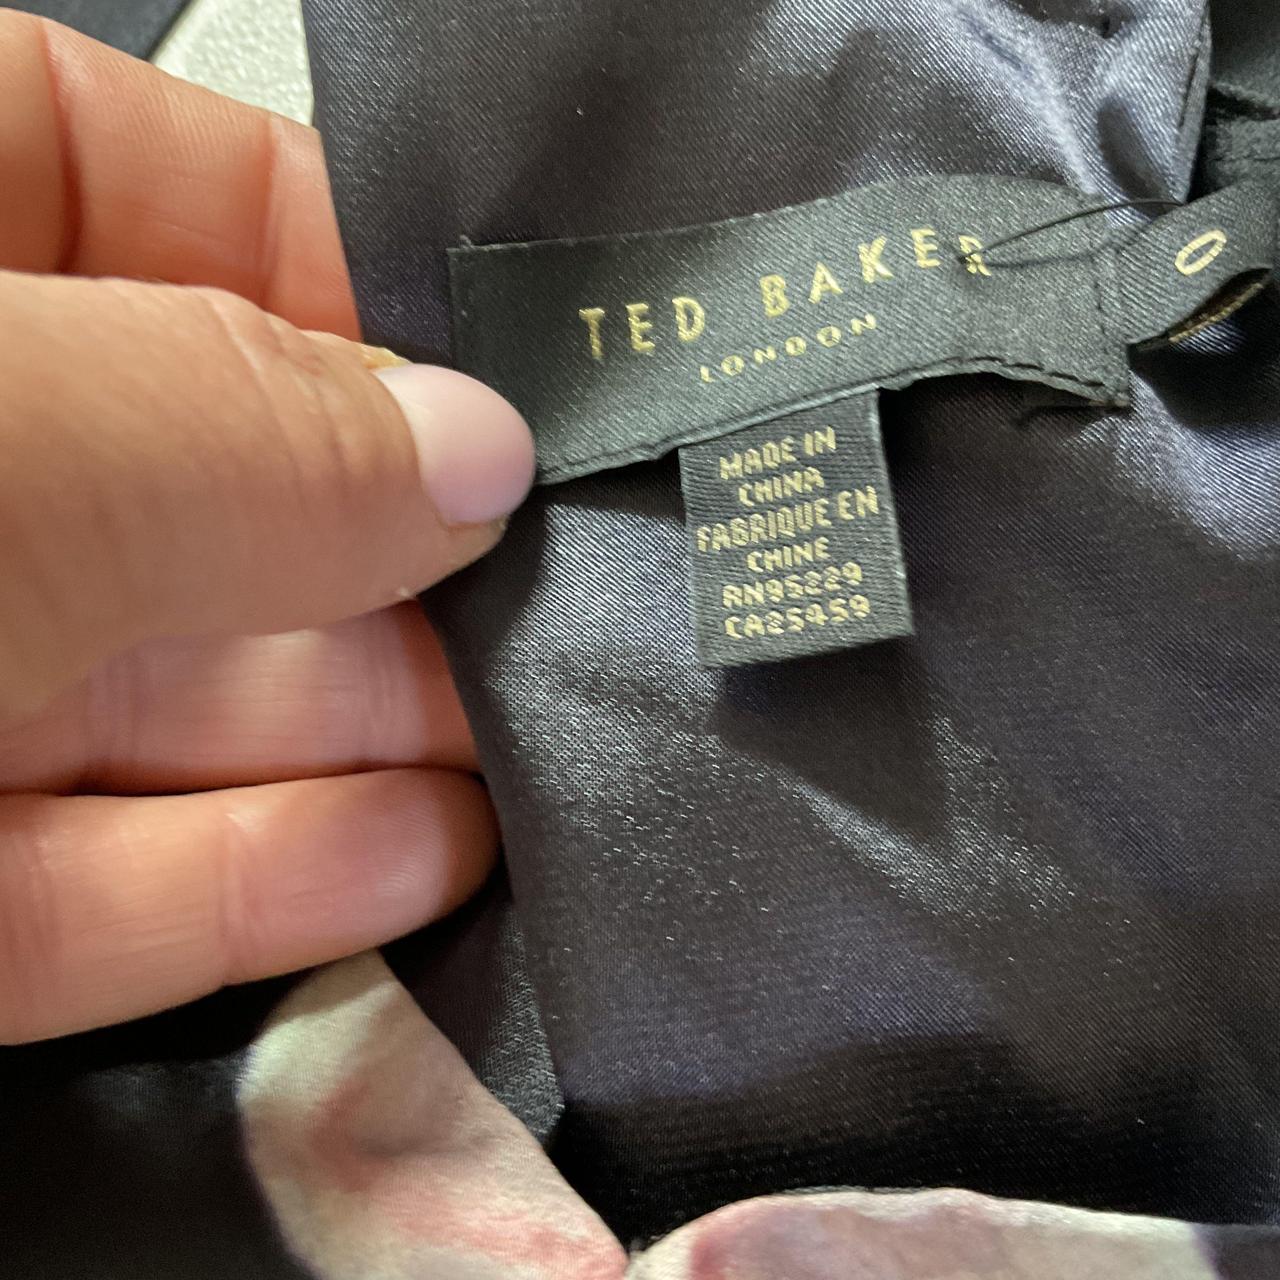 TED BAKER
LONDON
0
MADE IN
CHINA
FABRIQUE EN
CHINE
RN95229
CA25459